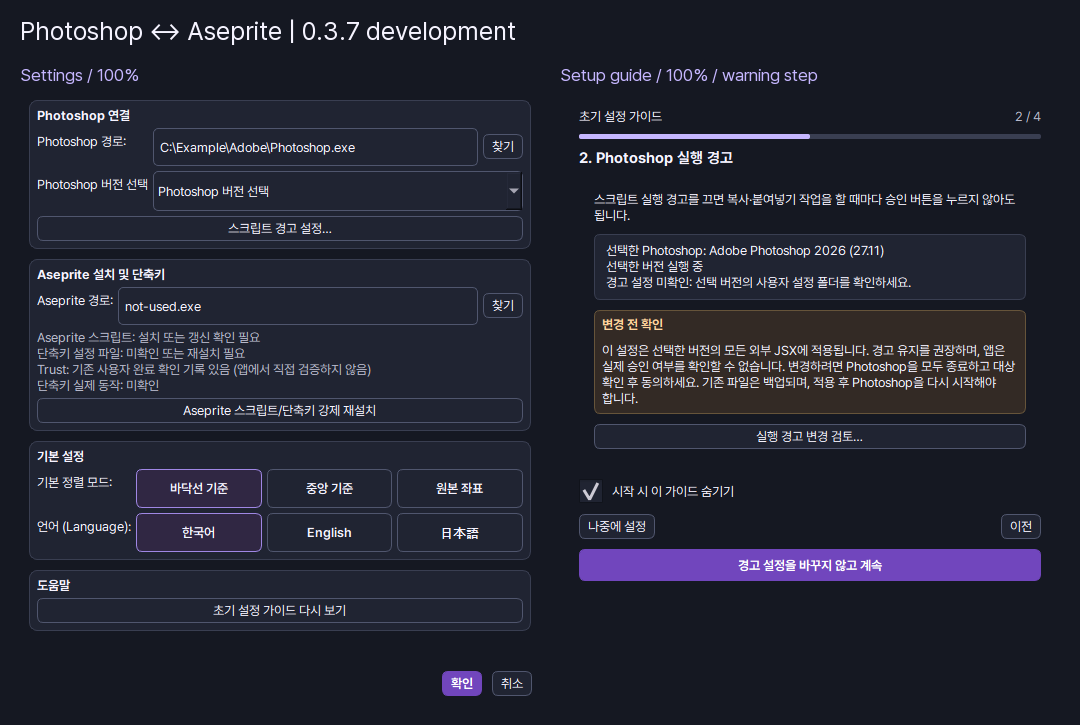 Photoshop ↔ Aseprite | 0.3.7 development
Settings / 100%
Photoshop 연결
Photoshop 경로:
C:\Example\Adobe\Photoshop.exe
찾기
Photoshop 버전 선택
Photoshop 버전 선택
스크립트 경고 설정...
Aseprite 설치 및 단축키
Aseprite 경로:
not-used.exe
찾기
Aseprite 스크립트: 설치 또는 갱신 확인 필요
단축키 설정 파일: 미확인 또는 재설치 필요
Trust: 기존 사용자 완료 확인 기록 있음 (앱에서 직접 검증하지 않음)
단축키 실제 동작: 미확인
Aseprite 스크립트/단축키 강제 재설치
기본 설정
기본 정렬 모드:
바닥선 기준
중앙 기준
원본 좌표
언어 (Language):
한국어
English
日本語
도움말
초기 설정 가이드 다시 보기
확인
취소
Setup guide / 100% / warning step
초기 설정 가이드
2 / 4
2. Photoshop 실행 경고
스크립트 실행 경고를 끄면 복사·붙여넣기 작업을 할 때마다 승인 버튼을 누르지 않아도
됩니다.
선택한 Photoshop: Adobe Photoshop 2026 (27.11)
선택한 버전 실행 중
경고 설정 미확인: 선택 버전의 사용자 설정 폴더를 확인하세요.
변경 전 확인
이 설정은 선택한 버전의 모든 외부 JSX에 적용됩니다. 경고 유지를 권장하며, 앱은
실제 승인 여부를 확인할 수 없습니다. 변경하려면 Photoshop을 모두 종료하고 대상
확인 후 동의하세요. 기존 파일은 백업되며, 적용 후 Photoshop을 다시 시작해야
합니다.
실행 경고 변경 검토...
시작 시 이 가이드 숨기기
나중에 설정
이전
경고 설정을 바꾸지 않고 계속